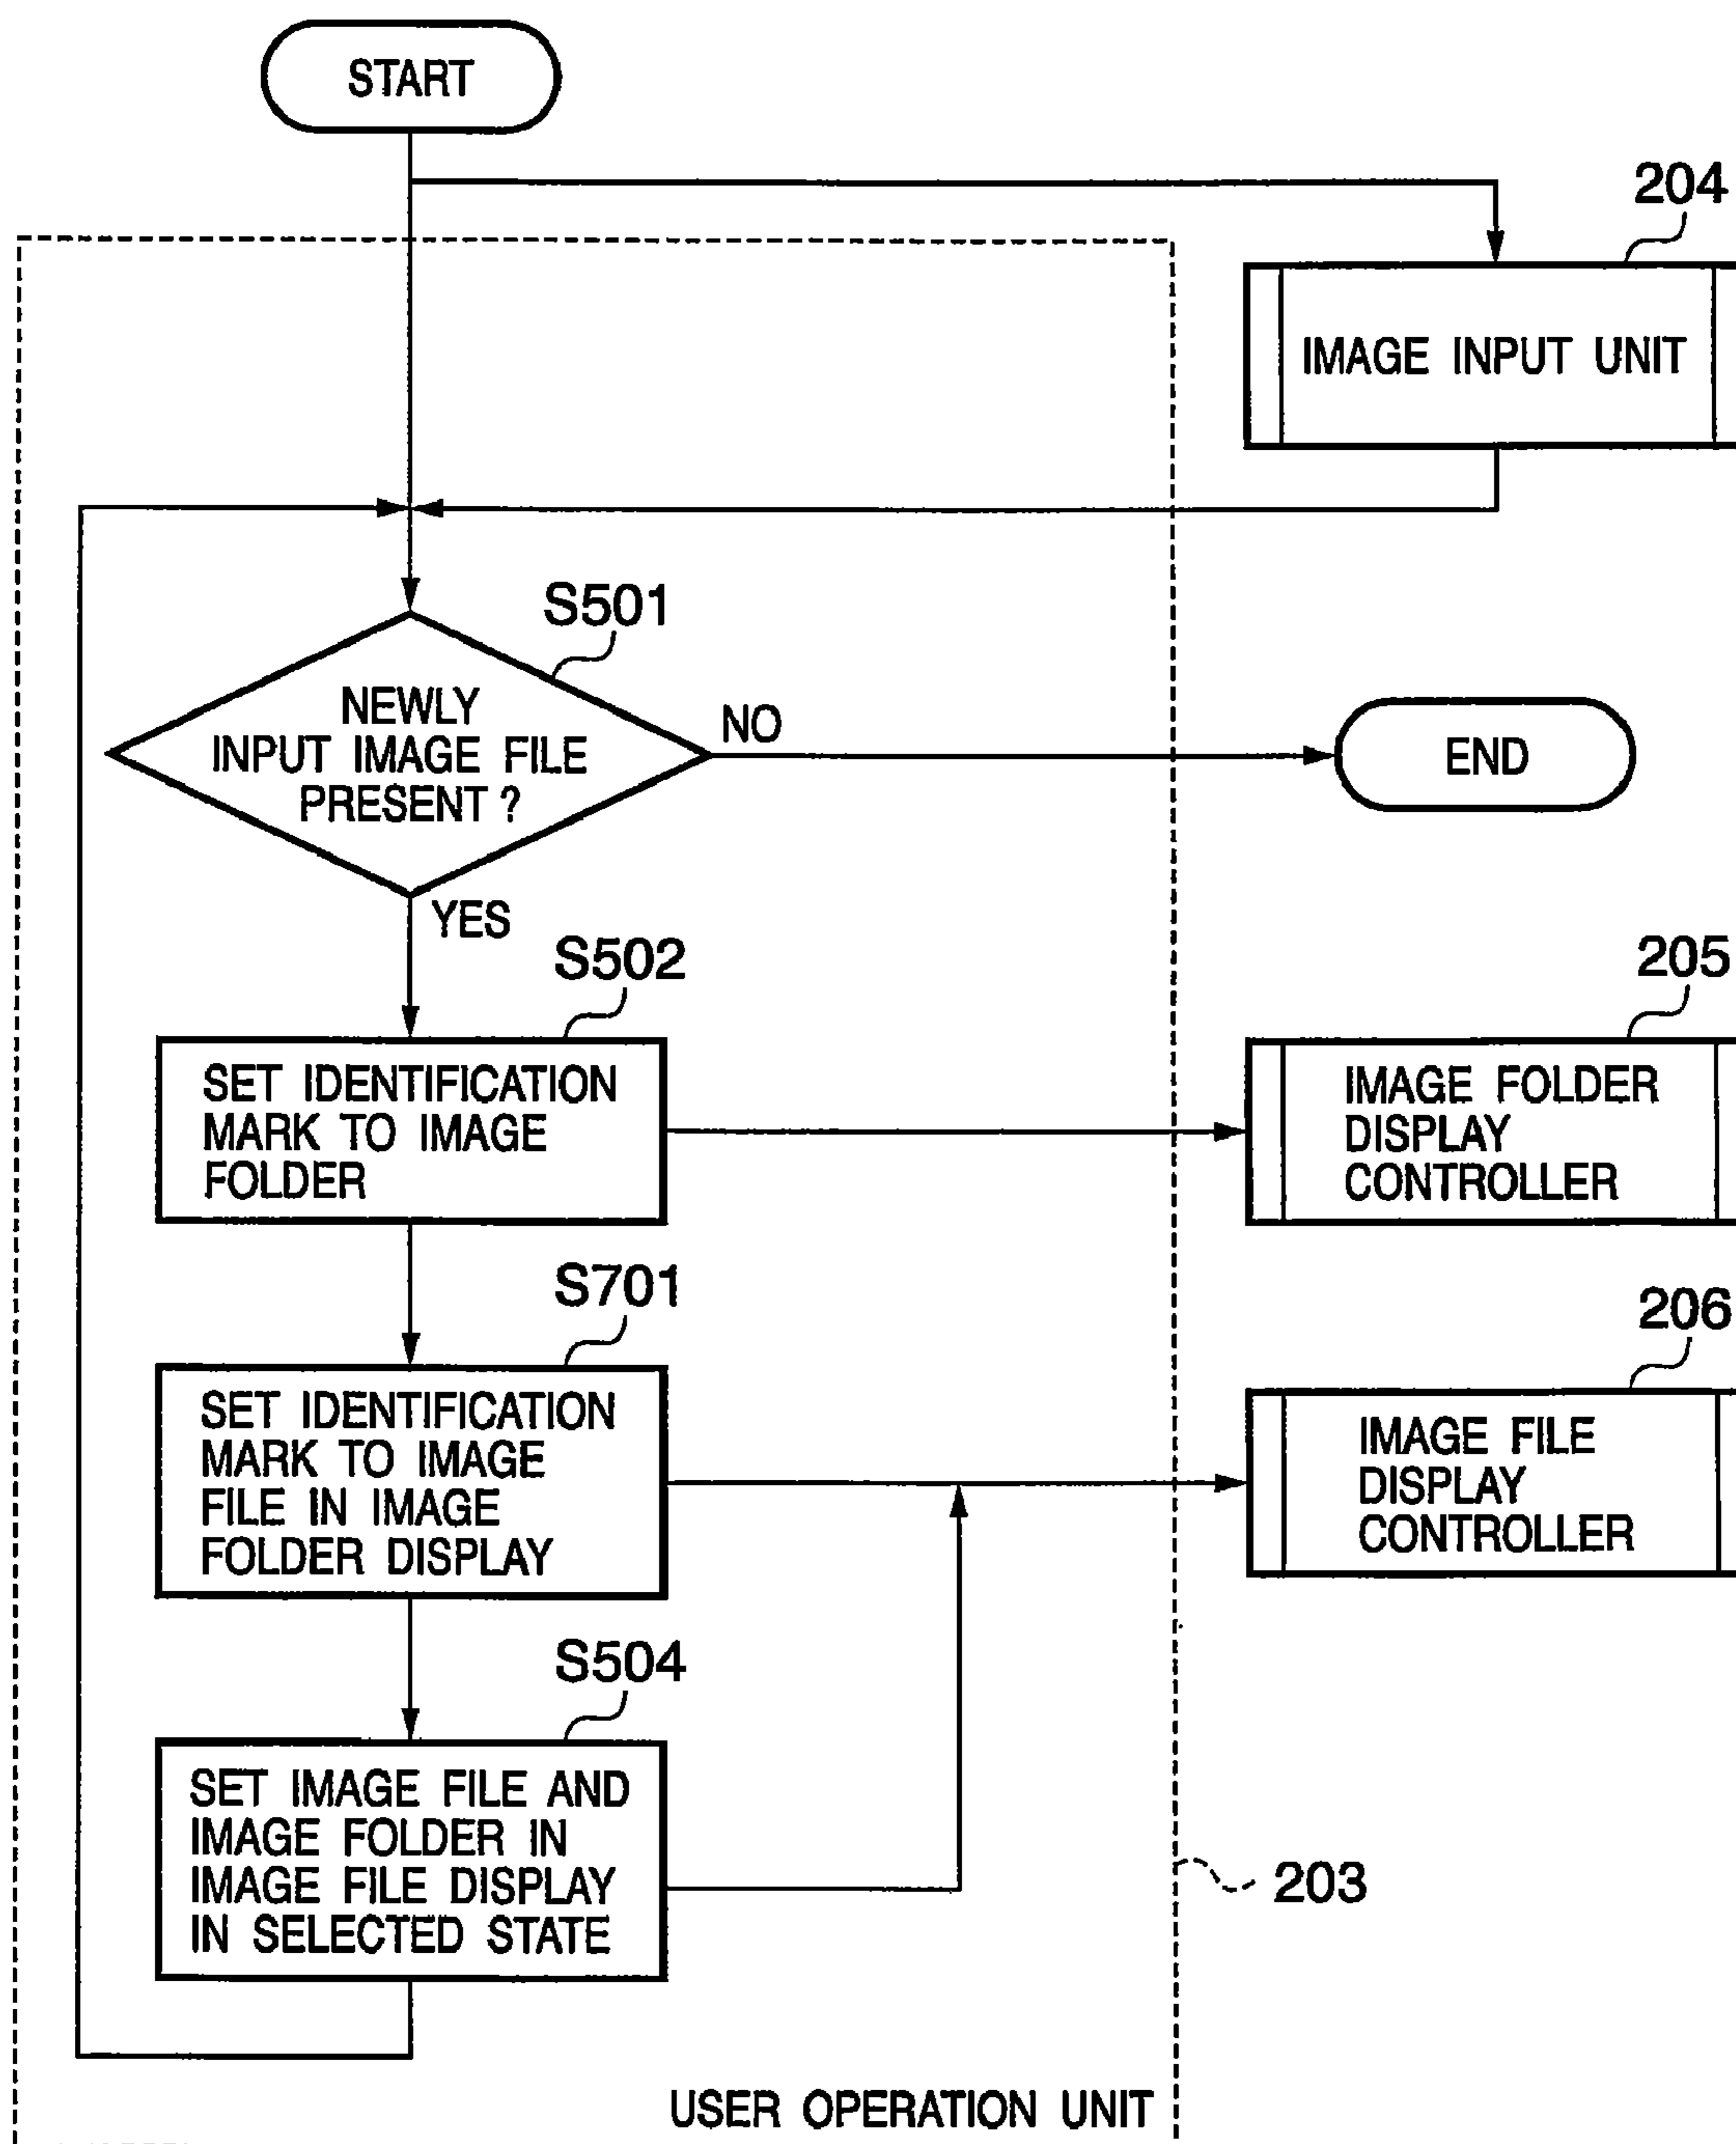 START
204
IMAGE INPUT UNIT
S501
NEWLY
INPUT IMAGE FILE
PRESENT ?
NO
END
YES
S502
205
SET IDENTIFICATION
MARK TO IMAGE
FOLDER
IMAGE FOLDER
DISPLAY
CONTROLLER
S701
206
SET IDENTIFICATION
MARK TO IMAGE
FILE IN IMAGE
FOLDER DISPLAY
IMAGE FILE
DISPLAY
CONTROLLER
S504
SET IMAGE FILE AND
IMAGE FOLDER IN
IMAGE FILE DISPLAY
IN SELECTED STATE
203
USER OPERATION UNIT